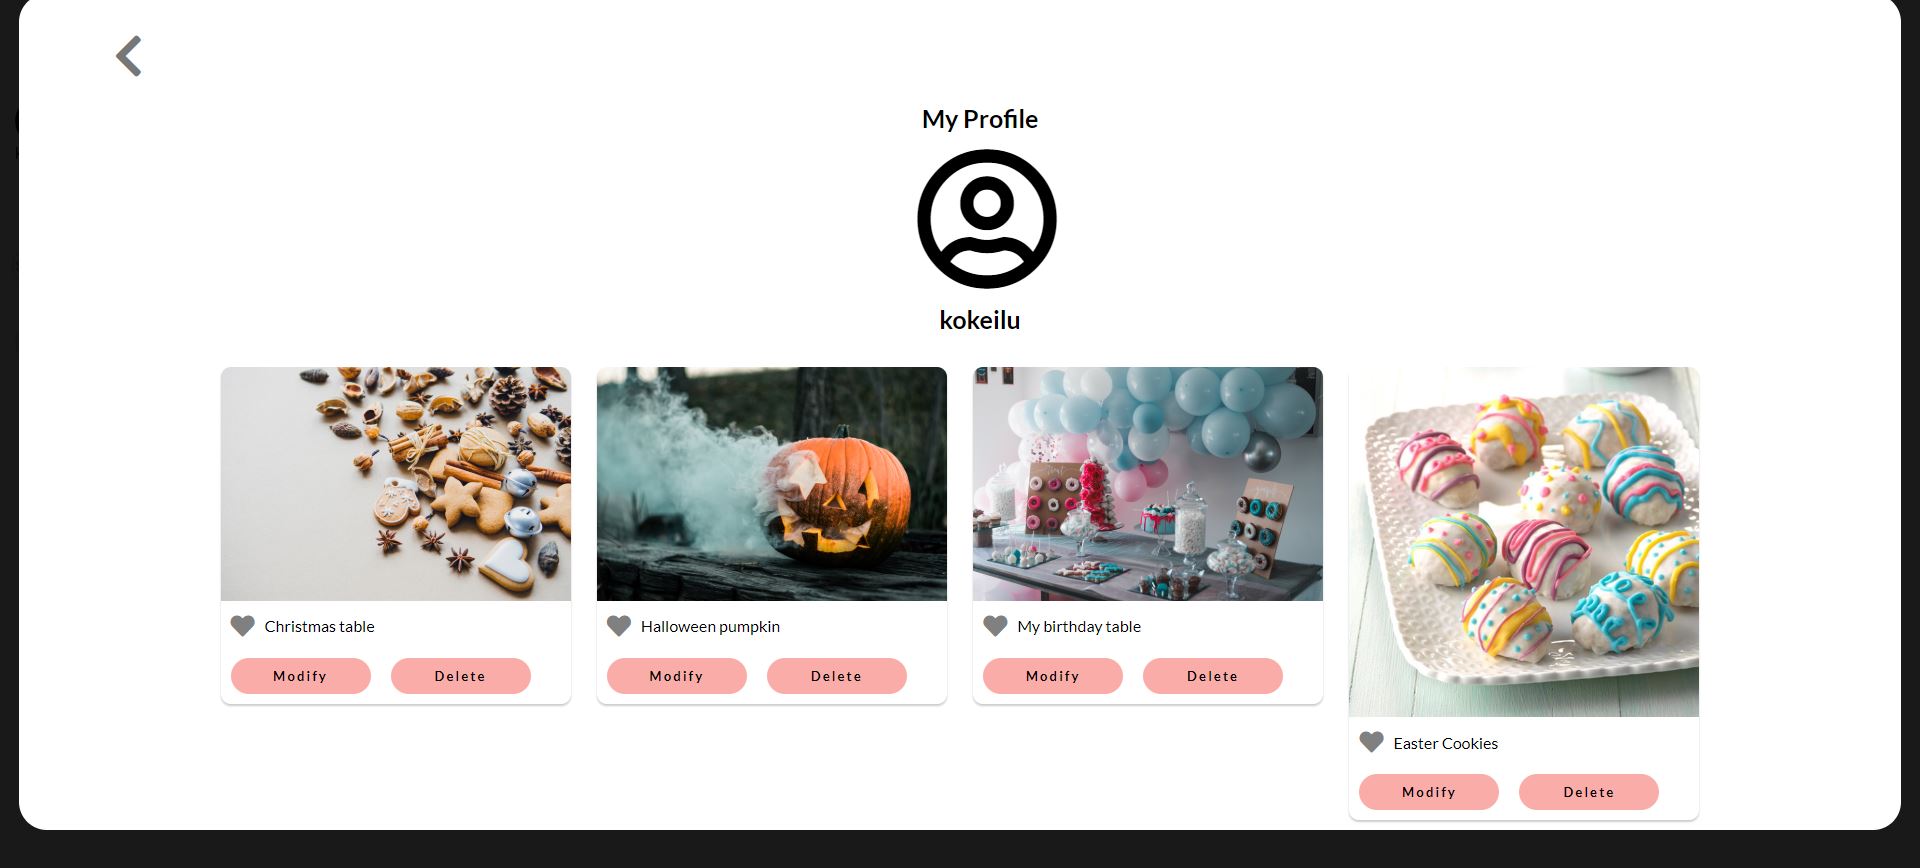 My Profile
kokeilu
Christmas table
Modify Delete
Halloween pumpkin
Modify Delete
My birthday table
Modify Delete
Easter Cookies
Modify Delete